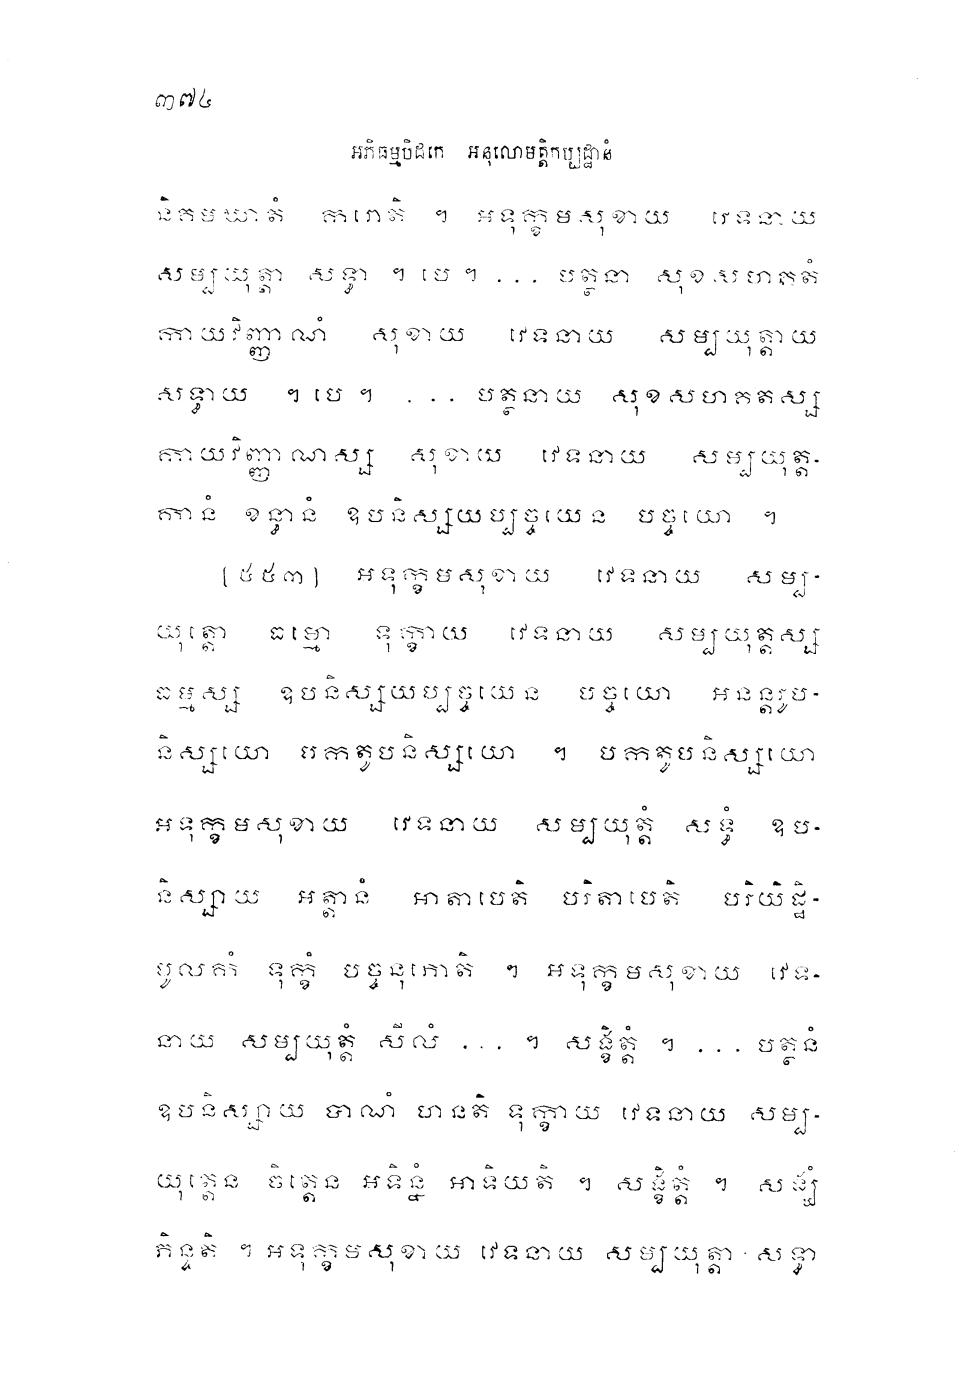 ៣៧៤
អភិធម្មបិដកេ អនុលោមត្តិកប្បដ្ឋានំ
និគមឃាតំ ករោតិ ។ អទុក្ខមសុខាយ វេទនាយ
សម្បយុត្តា សទ្ធា ។ បេ ។ ... បត្ថនា សុខសហគតំ
កាយវិញ្ញាណំ សុខាយ វេទនាយ សម្បយុត្តាយ
សទ្ធាយ ។ បេ ។ ... បត្ថនាយ សុខសហគតស្ស
កាយវិញ្ញាណស្ស សុខាយ វេទនាយ សម្បយុត្ត-
កានំ ខន្ធានំ ឧបនិស្សយប្បច្ចយេន បច្ចយោ ។
[៥៥៣] អទុក្ខមសុខាយ វេទនាយ សម្ប-
យុត្តោ ធម្មោ ទុក្ខាយ វេទនាយ សម្បយុត្តស្ស
ធម្មស្ស ឧបនិស្សយប្បច្ចយេន បច្ចយោ អនន្តរូប-
និស្សយោ បកតូបនិស្សយោ ។ បកតូបនិស្សយោ
អទុក្ខមសុខាយ វេទនាយ សម្បយុត្តំ សទ្ធំ ឧប-
និស្សាយ អត្តានំ អាតាបេតិ បរិតាបេតិ បរិយិដ្ឋិ-
មូលកំ ទុក្ខំ បច្ចនុភោតិ ។ អទុក្ខមសុខាយ វេទ-
នាយ សម្បយុត្តំ សីលំ ... ។ សង្ខិត្តំ ។ ... បត្ថនំ
ឧបនិស្សាយ បាណំ ហនតិ ទុក្ខាយ វេទនាយ សម្ប-
យុត្តេន ចិត្តេន អទិន្នំ អាទិយតិ ។ សង្ខិត្តំ ។ សង្ឃំ
ភិន្ទតិ ។ អទុក្ខមសុខាយ វេទនាយ សម្បយុត្តា សទ្ធា